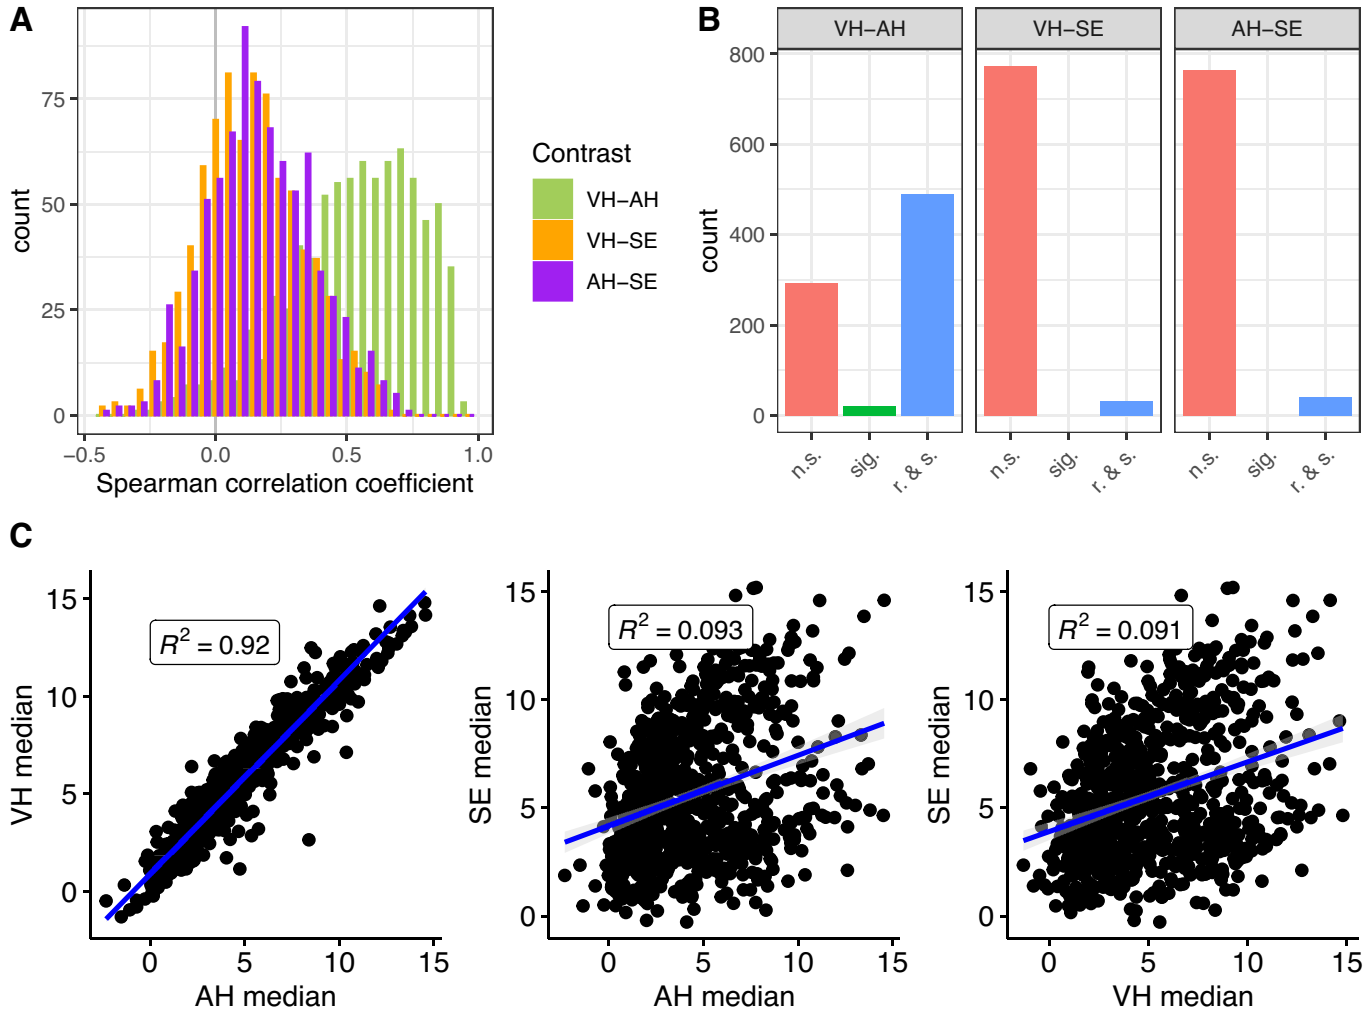 A
count
75
50
25
0
−0.5
0.0
0.5
1.0
Spearman correlation coefficient
Contrast
VH−AH
VH−SE
AH−SE
B
VH−AH
VH−SE
AH−SE
count
800
600
400
200
0
n.s.
sig.
r. & s.
n.s.
sig.
r. & s.
n.s.
sig.
r. & s.
C
VH median
15
10
5
0
R² = 0.92
0
5
10
15
AH median
SE median
15
10
5
0
R² = 0.093
0
5
10
15
AH median
SE median
15
10
5
0
R² = 0.091
0
5
10
15
VH median